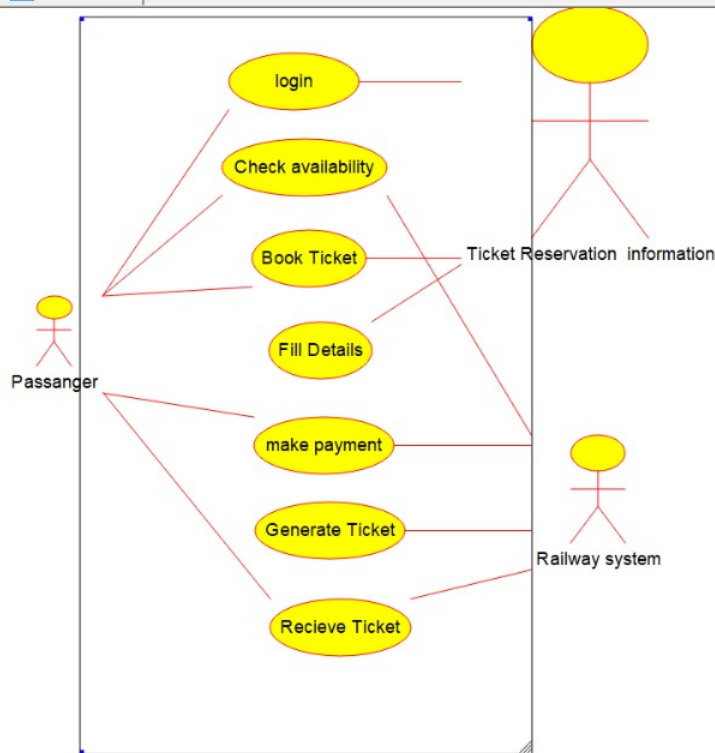 login
Check availability
Book Ticket
Ticket Reservation  information
Fill Details
Passanger
make payment
Generate Ticket
Railway system
Recieve Ticket